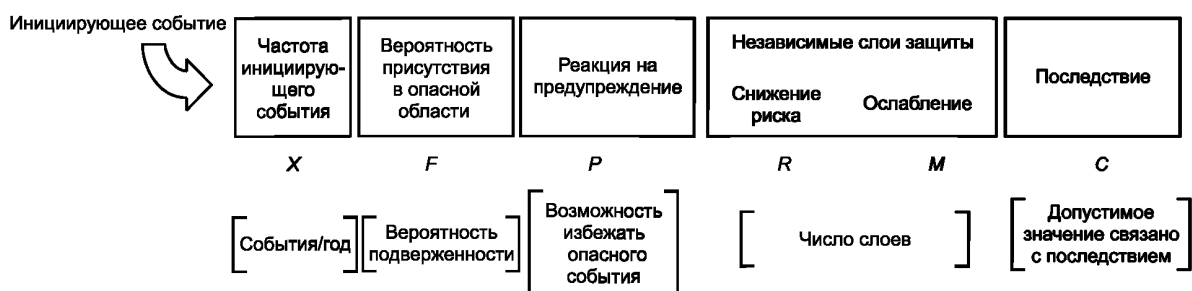 Инициирующее событие
Частота
инициирую-
щего
события
Вероятность
присутствия
в опасной
области
Реакция на
предупреждение
Независимые слои защиты
Снижение
риска
Ослабление
Последствие
X
F
P
R
M
C
События/год
Вероятность
подверженности
Возможность
избежать
опасного
события
Число слоев
Допустимое
значение связано
с последствием